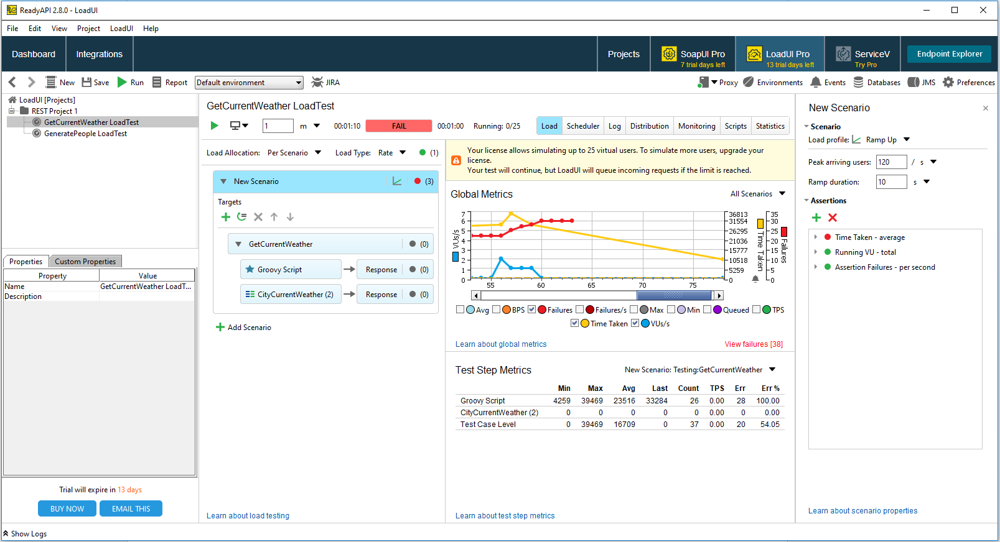 ReadyAPI 2.8.0 - LoadUI
File Edit View Project LoadUI Help
Dashboard Integrations Projects SoapUI Pro LoadUI Pro ServiceV Endpoint Explorer
7 trial days left 13 trial days left Try Pro
New Save Run Report Default environment JIRA Proxy Environments Events Databases JMS Preferences
LoadUI [Projects]
REST Project 1
GetCurrentWeather LoadTest
GeneratePeople LoadTest
Properties Custom Properties
Property Value
Name GetCurrentWeather LoadT...
Description
Trial will expire in 13 days
BUY NOW EMAIL THIS
GetCurrentWeather LoadTest
1 m 00:01:10 FAIL 00:01:00 Running: 0/25 Load Scheduler Log Distribution Monitoring Scripts Statistics
Load Allocation: Per Scenario Load Type: Rate (1)
New Scenario (3)
Targets
GetCurrentWeather (0)
Groovy Script Response (0)
CityCurrentWeather (2) Response (0)
Add Scenario
Learn about load testing
Your license allows simulating up to 25 virtual users. To simulate more users, upgrade your
license.
Your test will continue, but LoadUI will queue incoming requests if the limit is reached.
Global Metrics All Scenarios
7 36813 35
6 31554 30
5 26295 25
4 21036 20
3 15777 15
2 10518 10
1 5259 5
0 0 0
VUs/s Time Taken Failures
55 60 65 70 75
Avg BPS Failures Failures/s Max Min Queued TPS
Time Taken VUs/s
Learn about global metrics View failures [38]
Test Step Metrics New Scenario: Testing:GetCurrentWeather
Min Max Avg Last Count TPS Err Err %
Groovy Script 4259 39469 23516 33284 26 0.00 28 100.00
CityCurrentWeather (2) 0 0 0 0 0 0.00 0 0.00
Test Case Level 0 39469 16709 0 37 0.00 20 54.05
Learn about test step metrics
New Scenario
Scenario
Load profile: Ramp Up
Peak arriving users: 120 / s
Ramp duration: 10 s
Assertions
Time Taken - average
Running VU - total
Assertion Failures - per second
Learn about scenario properties
Show Logs